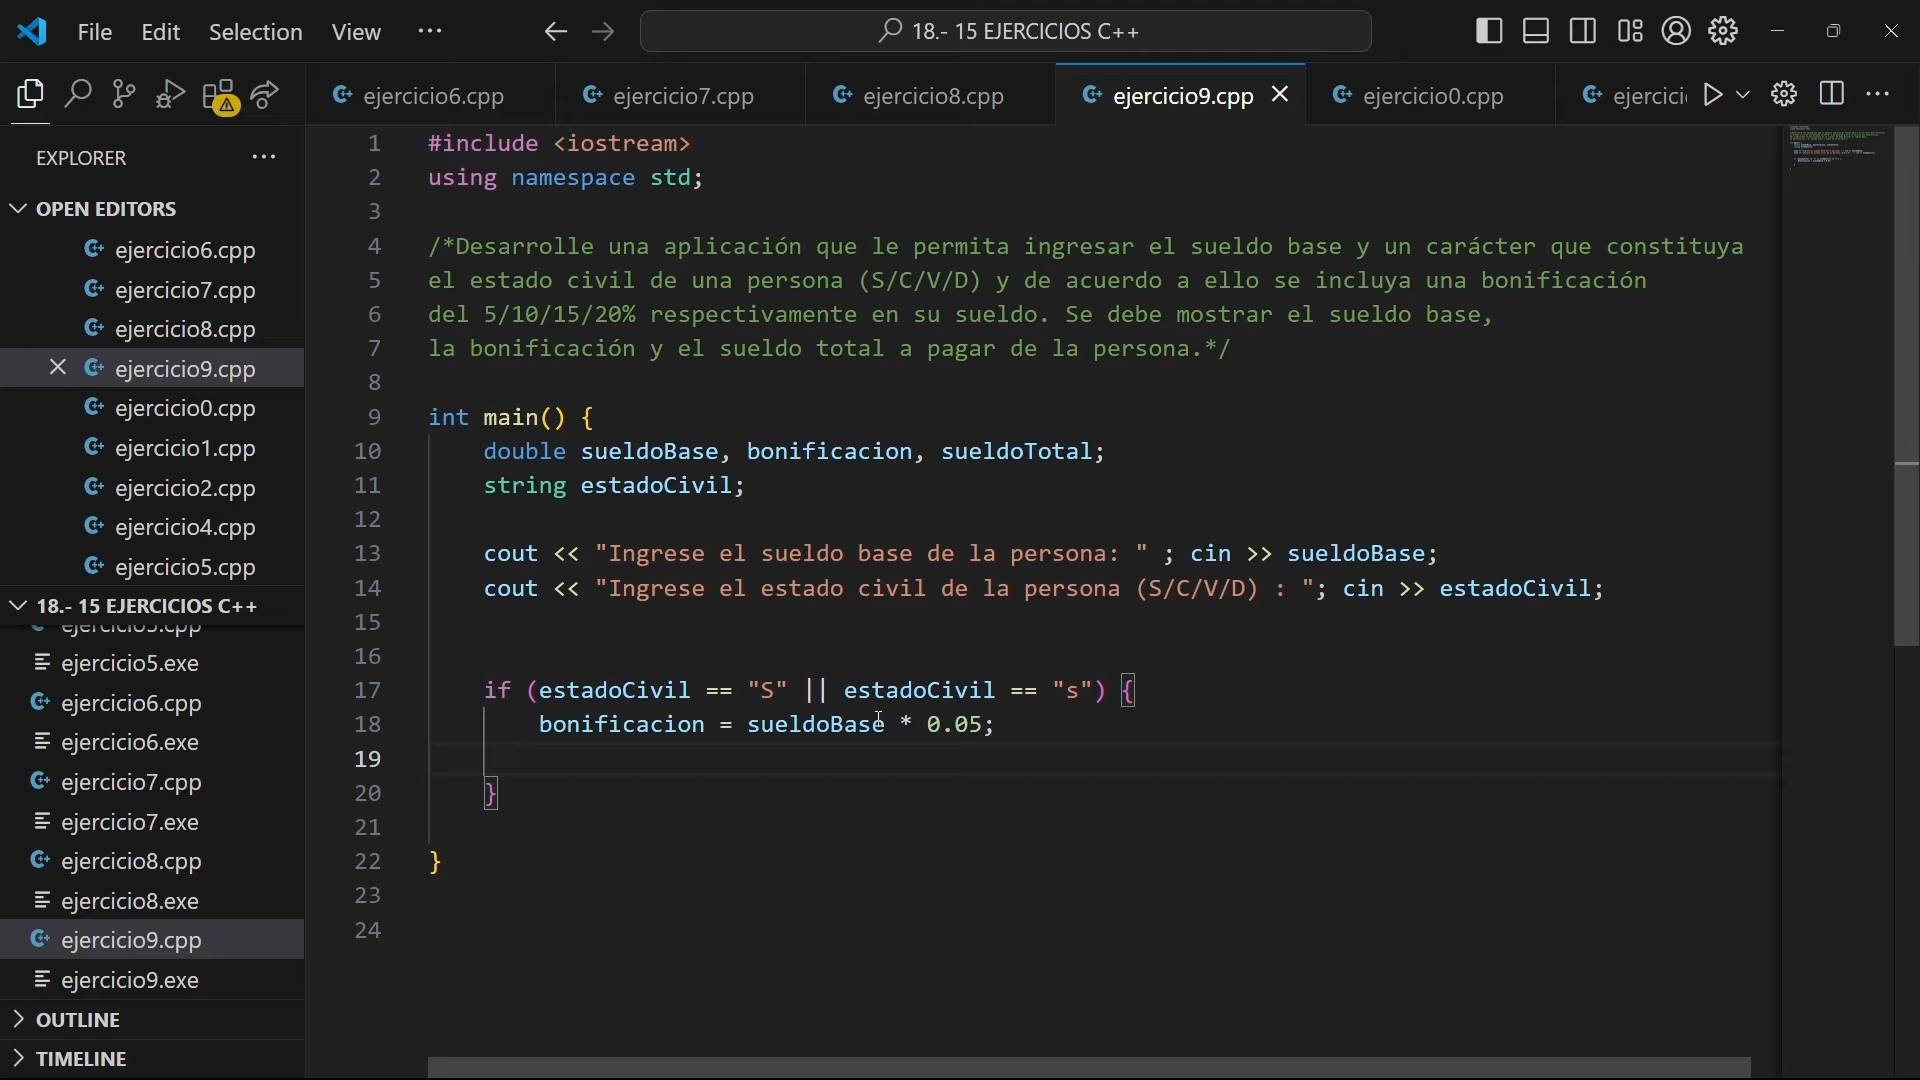 File Edit Selection View ··· 18.- 15 EJERCICIOS C++
ejercicio6.cpp ejercicio7.cpp ejercicio8.cpp ejercicio9.cpp ejercicio0.cpp ejercici
EXPLORER
OPEN EDITORS
ejercicio6.cpp
ejercicio7.cpp
ejercicio8.cpp
ejercicio9.cpp
ejercicio0.cpp
ejercicio1.cpp
ejercicio2.cpp
ejercicio4.cpp
ejercicio5.cpp
18.- 15 EJERCICIOS C++
ejercicio5.cpp
ejercicio5.exe
ejercicio6.cpp
ejercicio6.exe
ejercicio7.cpp
ejercicio7.exe
ejercicio8.cpp
ejercicio8.exe
ejercicio9.cpp
ejercicio9.exe
OUTLINE
TIMELINE
1 #include <iostream>
2 using namespace std;
3
4 /*Desarrolle una aplicación que le permita ingresar el sueldo base y un carácter que constituya
5 el estado civil de una persona (S/C/V/D) y de acuerdo a ello se incluya una bonificación
6 del 5/10/15/20% respectivamente en su sueldo. Se debe mostrar el sueldo base,
7 la bonificación y el sueldo total a pagar de la persona.*/
8
9 int main() {
10 double sueldoBase, bonificacion, sueldoTotal;
11 string estadoCivil;
12
13 cout << "Ingrese el sueldo base de la persona: " ; cin >> sueldoBase;
14 cout << "Ingrese el estado civil de la persona (S/C/V/D) : "; cin >> estadoCivil;
15
16
17 if (estadoCivil == "S" || estadoCivil == "s") {
18 bonificacion = sueldoBase * 0.05;
19
20 }
21
22 }
23
24